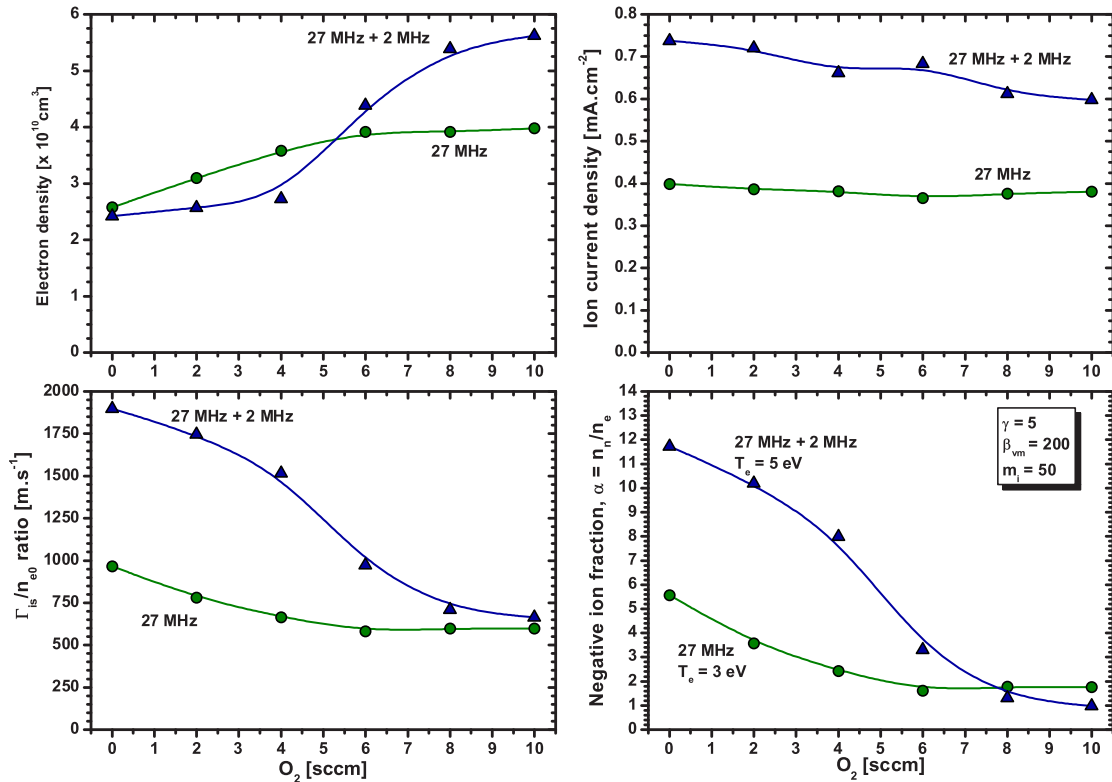 Electron density [x 10^10 cm^3]
6
5
4
3
2
1
0
27 MHz + 2 MHz
27 MHz
0 1 2 3 4 5 6 7 8 9 10
Ion current density [mA.cm^-2]
0.8
0.7
0.6
0.5
0.4
0.3
0.2
0.1
0.0
27 MHz + 2 MHz
27 MHz
0 1 2 3 4 5 6 7 8 9 10
Γ_is/n_e0 ratio [m.s^-1]
2000
1750
1500
1250
1000
750
500
250
0
27 MHz + 2 MHz
27 MHz
0 1 2 3 4 5 6 7 8 9 10
O_2 [sccm]
Negative ion fraction, α = n_n/n_e
14
13
12
11
10
9
8
7
6
5
4
3
2
1
0
27 MHz + 2 MHz
T_e = 5 eV
27 MHz
T_e = 3 eV
γ = 5
β_vm = 200
m_i = 50
0 1 2 3 4 5 6 7 8 9 10
O_2 [sccm]